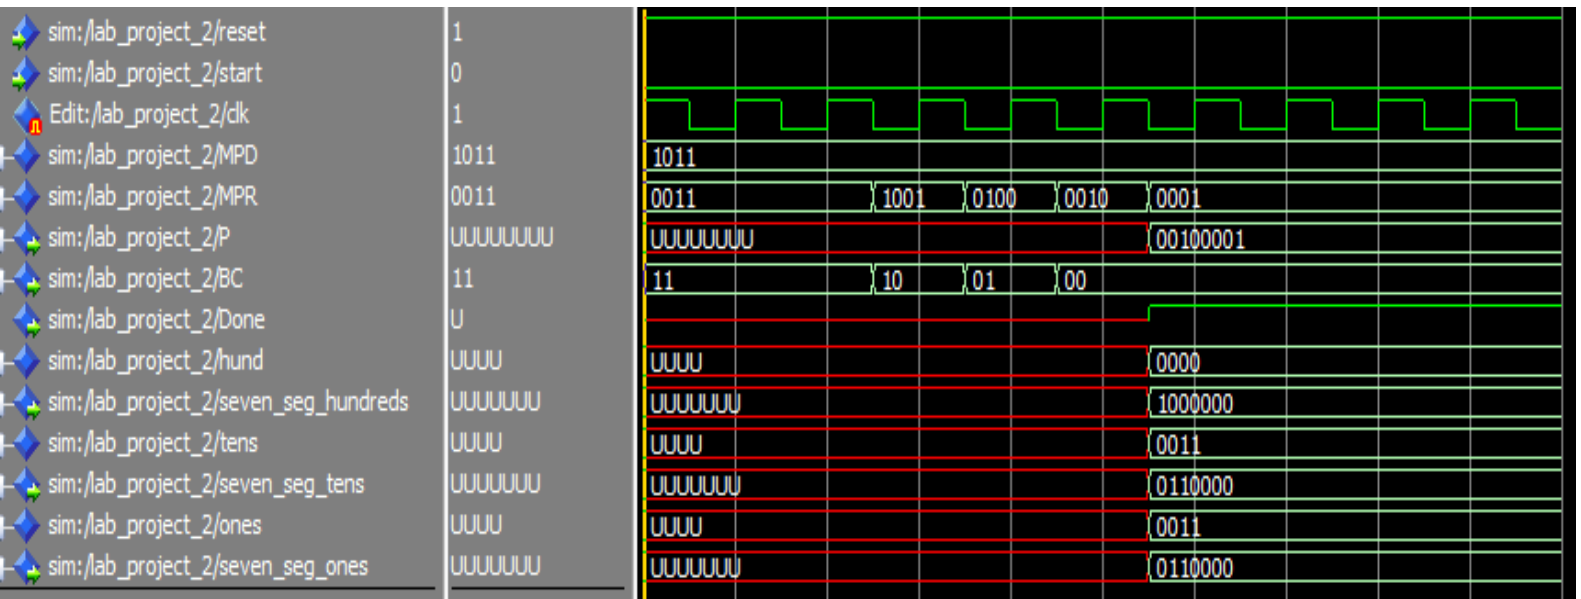 sim:/lab_project_2/reset 1
sim:/lab_project_2/start 0
Edit:/lab_project_2/clk 1
sim:/lab_project_2/MPD 1011 1011
sim:/lab_project_2/MPR 0011 0011 1001 0100 0010 0001
sim:/lab_project_2/P UUUUUUUU UUUUUUUU 00100001
sim:/lab_project_2/BC 11 11 10 01 00
sim:/lab_project_2/Done U
sim:/lab_project_2/hund UUUU UUUU 0000
sim:/lab_project_2/seven_seg_hundreds UUUUUUU UUUUUUU 1000000
sim:/lab_project_2/tens UUUU UUUU 0011
sim:/lab_project_2/seven_seg_tens UUUUUUU UUUUUUU 0110000
sim:/lab_project_2/ones UUUU UUUU 0011
sim:/lab_project_2/seven_seg_ones UUUUUUU UUUUUUU 0110000